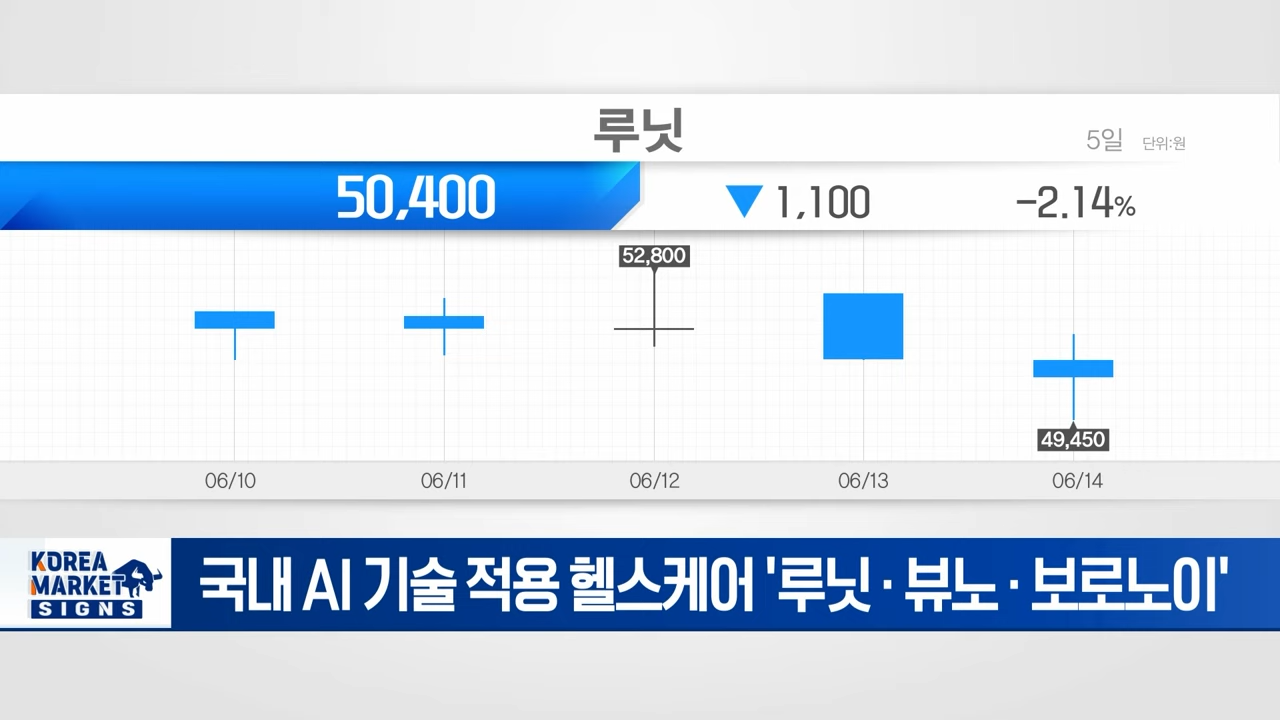 루닛
5일 단위:원
50,400 ▼ 1,100 -2.14%
52,800
49,450
06/10 06/11 06/12 06/13 06/14
KOREA
MARKET
SIGNS
국내 AI 기술 적용 헬스케어 '루닛·뷰노·보로노이'